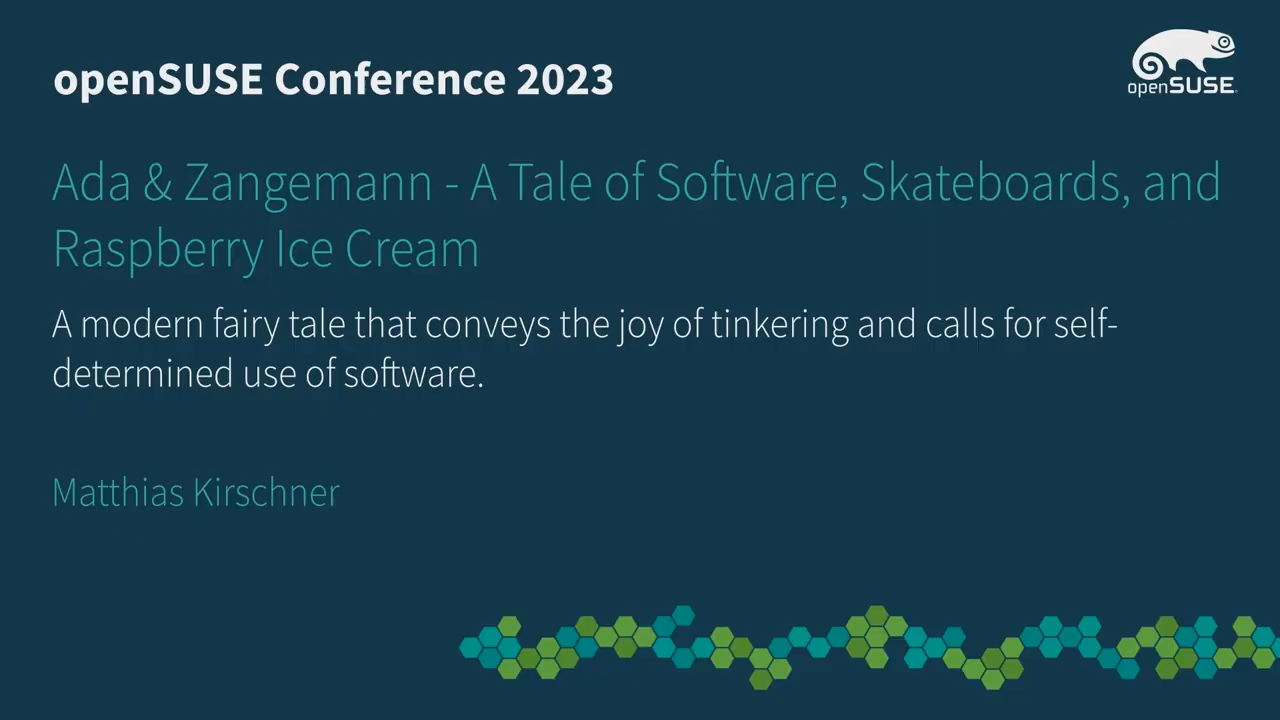 openSUSE Conference 2023
openSUSE
Ada & Zangemann - A Tale of Software, Skateboards, and
Raspberry Ice Cream
A modern fairy tale that conveys the joy of tinkering and calls for self-
determined use of software.
Matthias Kirschner